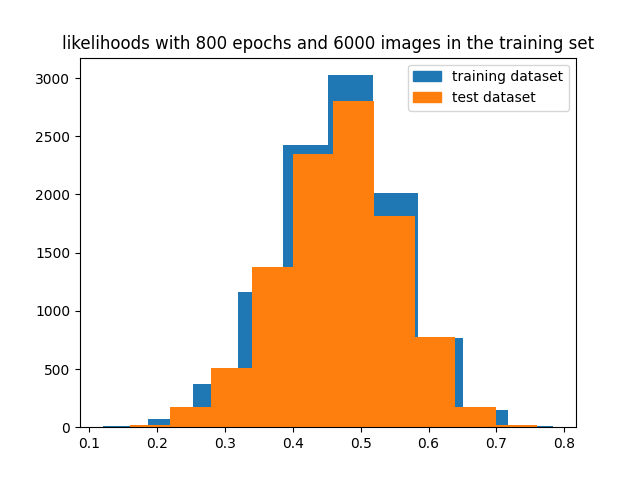 likelihoods with 800 epochs and 6000 images in the training set
training dataset
test dataset
3000
2500
2000
1500
1000
500
0
0.1 0.2 0.3 0.4 0.5 0.6 0.7 0.8